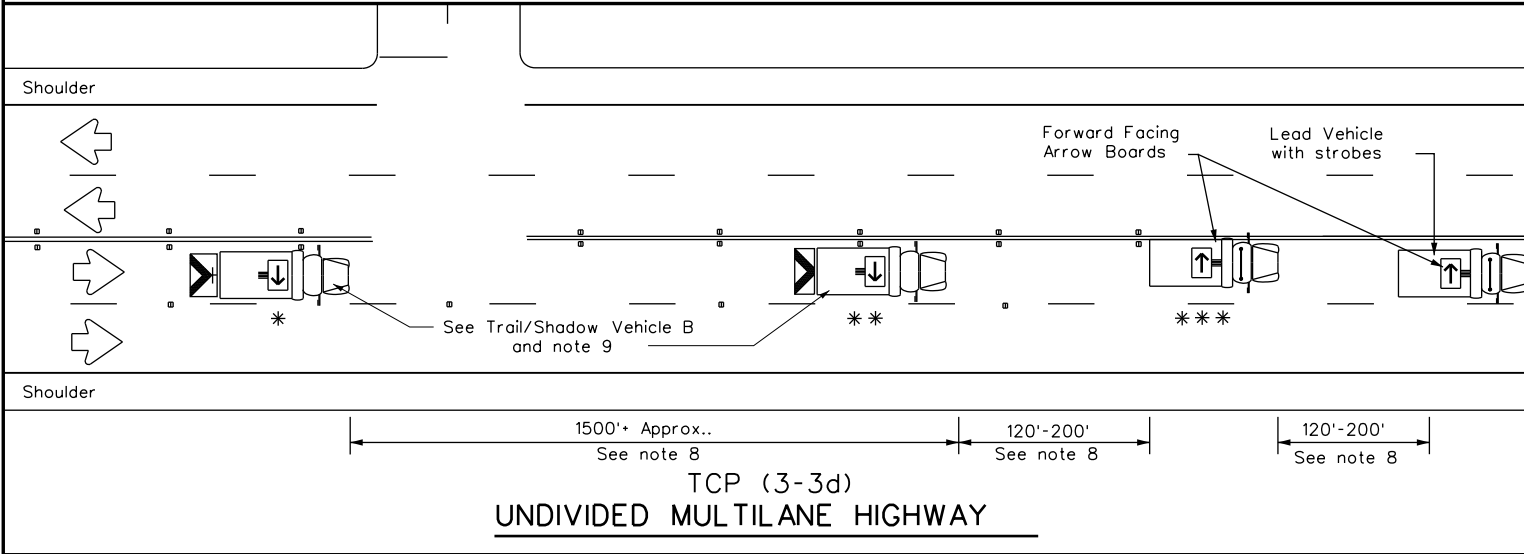 Shoulder
Forward Facing
Arrow Boards
Lead Vehicle
with strobes
*
* *
* * *
See Trail/Shadow Vehicle B
and note 9
Shoulder
1500'+ Approx..
See note 8
120'-200'
See note 8
120'-200'
See note 8
TCP (3-3d)
UNDIVIDED MULTILANE HIGHWAY